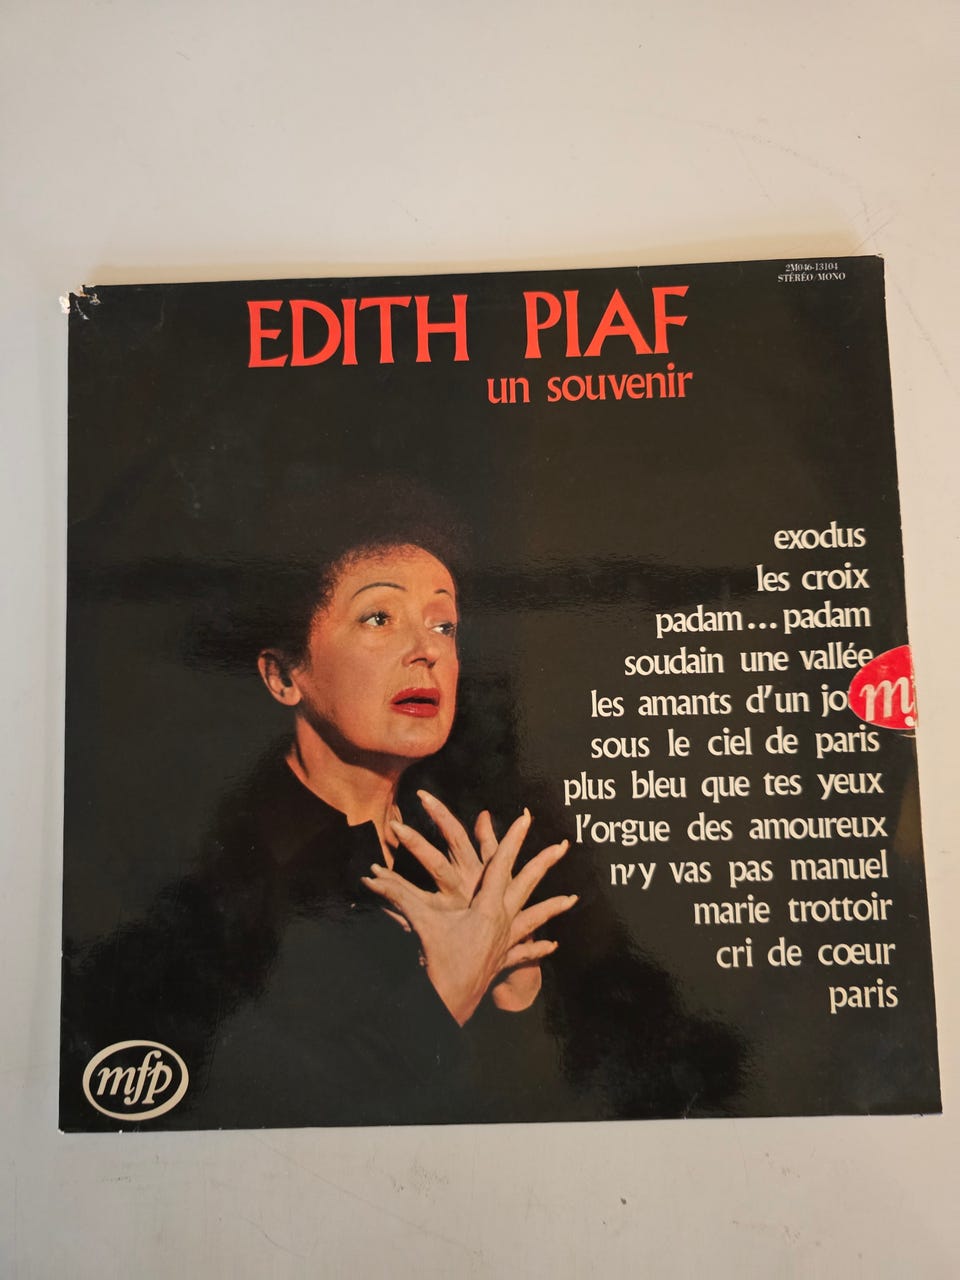 2M046-13104
STÉRÉO/MONO
EDITH PIAF
un souvenir
exodus
les croix
padam...padam
soudain une vallée
les amants d'un jo
sous le ciel de paris
plus bleu que tes yeux
l'orgue des amoureux
n'y vas pas manuel
marie trottoir
cri de cœur
paris
mfp